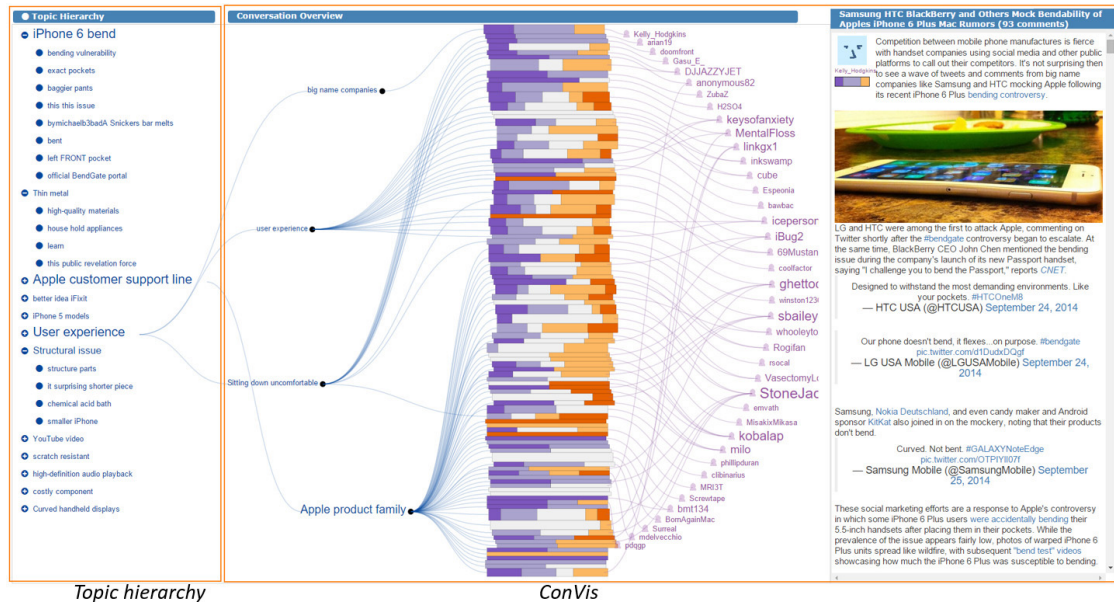 Topic Hierarchy
iPhone 6 bend
bending vulnerability
exact pockets
baggier pants
this this issue
bymichaelb3badA Snickers bar melts
bent
left FRONT pocket
official BendGate portal
Thin metal
high-quality materials
house hold appliances
learn
this public revelation force
Apple customer support line
better idea iFixit
iPhone 5 models
User experience
Structural issue
structure parts
it surprising shorter piece
chemical acid bath
smaller iPhone
YouTube video
scratch resistant
high-definition audio playback
costly component
Curved handheld displays
Conversation Overview
big name companies
user experience
Sitting down uncomfortable
Apple product family
Kelly_Hodgkins
arian19
doomfront
Gasu_E_
DJJAZZYJET
anonymous82
ZubaZ
H2SO4
keysofanxiety
MentalFloss
linkgx1
inkswamp
cube
Espeonia
bawbac
iceperson
iBug2
69Mustan
coolfactor
ghettoc
winston1236
sbailey
whooleyto
Rogifan
rsocal
VasectomyLo
StoneJac
emvath
MisakixMikasa
kobalap
milo
phillipduran
clibinarius
MRI3T
Screwtape
bmt134
BornAgainMac
Surreal
mdelvecchio
pdqgp
Samsung HTC BlackBerry and Others Mock Bendability of
Apples iPhone 6 Plus Mac Rumors (93 comments)
Kelly_Hodgkins
Competition between mobile phone manufactures is fierce
with handset companies using social media and other public
platforms to call out their competitors. It's not surprising then
to see a wave of tweets and comments from big name
companies like Samsung and HTC mocking Apple following
its recent iPhone 6 Plus bending controversy.
LG and HTC were among the first to attack Apple, commenting on
Twitter shortly after the #bendgate controversy began to escalate. At
the same time, BlackBerry CEO John Chen mentioned the bending
issue during the company's launch of its new Passport handset,
saying "I challenge you to bend the Passport," reports CNET.
Designed to withstand the most demanding environments. Like
your pockets. #HTCOneM8
— HTC USA (@HTCUSA) September 24, 2014
Our phone doesn't bend, it flexes...on purpose. #bendgate
pic.twitter.com/d1DudxDQgf
— LG USA Mobile (@LGUSAMobile) September 24,
2014
Samsung, Nokia Deutschland, and even candy maker and Android
sponsor KitKat also joined in on the mockery, noting that their products
don't bend.
Curved. Not bent. #GALAXYNoteEdge
pic.twitter.com/OTPIYlI07f
— Samsung Mobile (@SamsungMobile) September
25, 2014
These social marketing efforts are a response to Apple's controversy
in which some iPhone 6 Plus users were accidentally bending their
5.5-inch handsets after placing them in their pockets. While the
prevalence of the issue appears fairly low, photos of warped iPhone 6
Plus units spread like wildfire, with subsequent "bend test" videos
showcasing how much the iPhone 6 Plus was susceptible to bending.
Topic hierarchy
ConVis